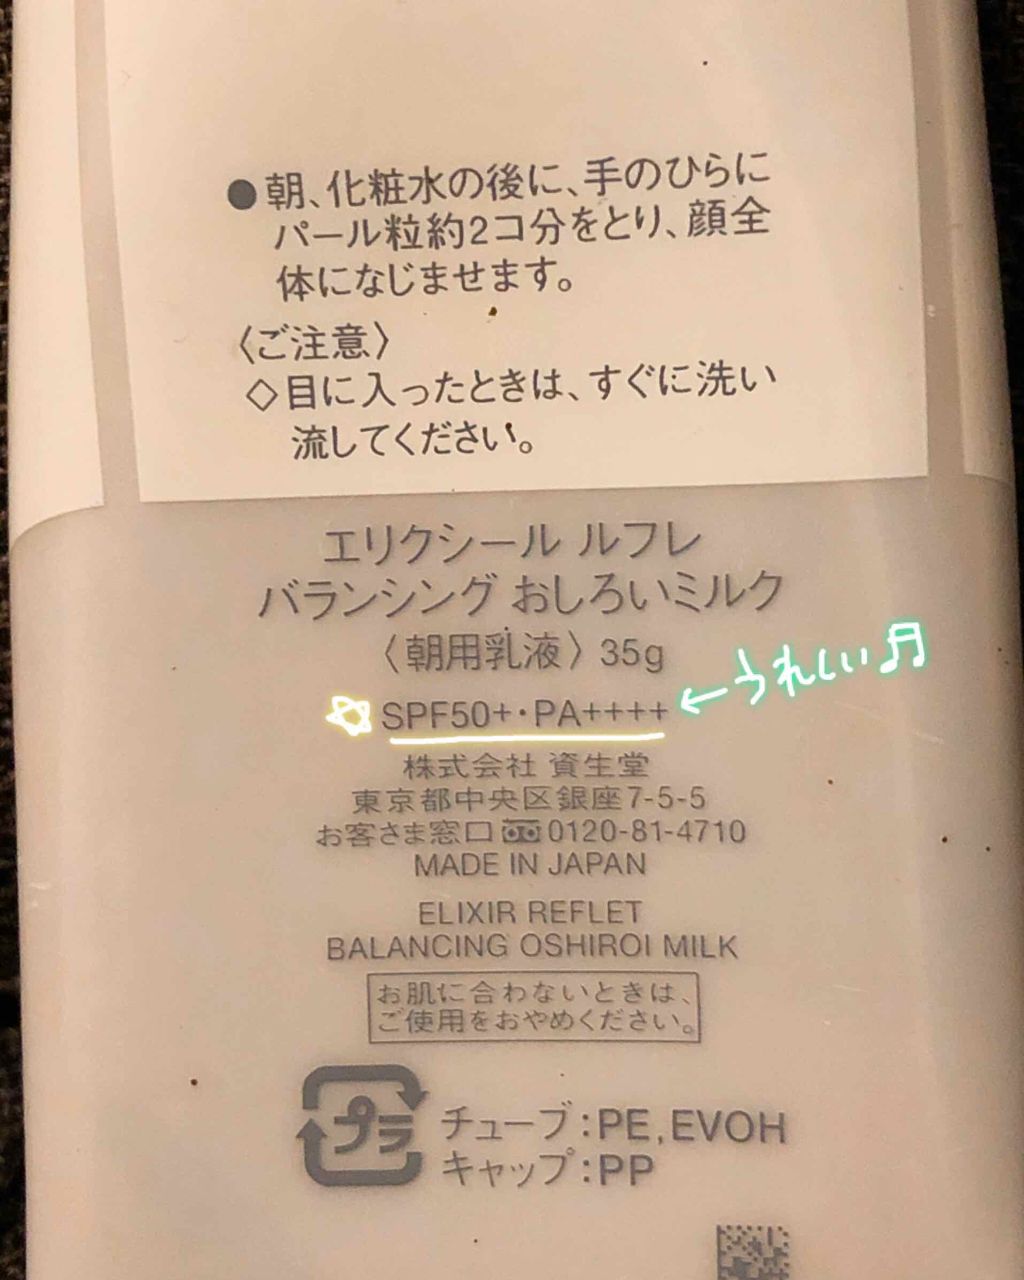 ●朝、化粧水の後に、手のひらに
パール粒約2コ分をとり、顔全
体になじませます。
〈ご注意〉
◇目に入ったときは、すぐに洗い
流してください。
エリクシール ルフレ
バランシング おしろいミルク
〈朝用乳液〉35g
SPF50+・PA++++
←うれしい♬
株式会社 資生堂
東京都中央区銀座7-5-5
お客さま窓口 0120-81-4710
MADE IN JAPAN
ELIXIR REFLET
BALANCING OSHIROI MILK
お肌に合わないときは、
ご使用をおやめください。
プラ
チューブ:PE,EVOH
キャップ:PP